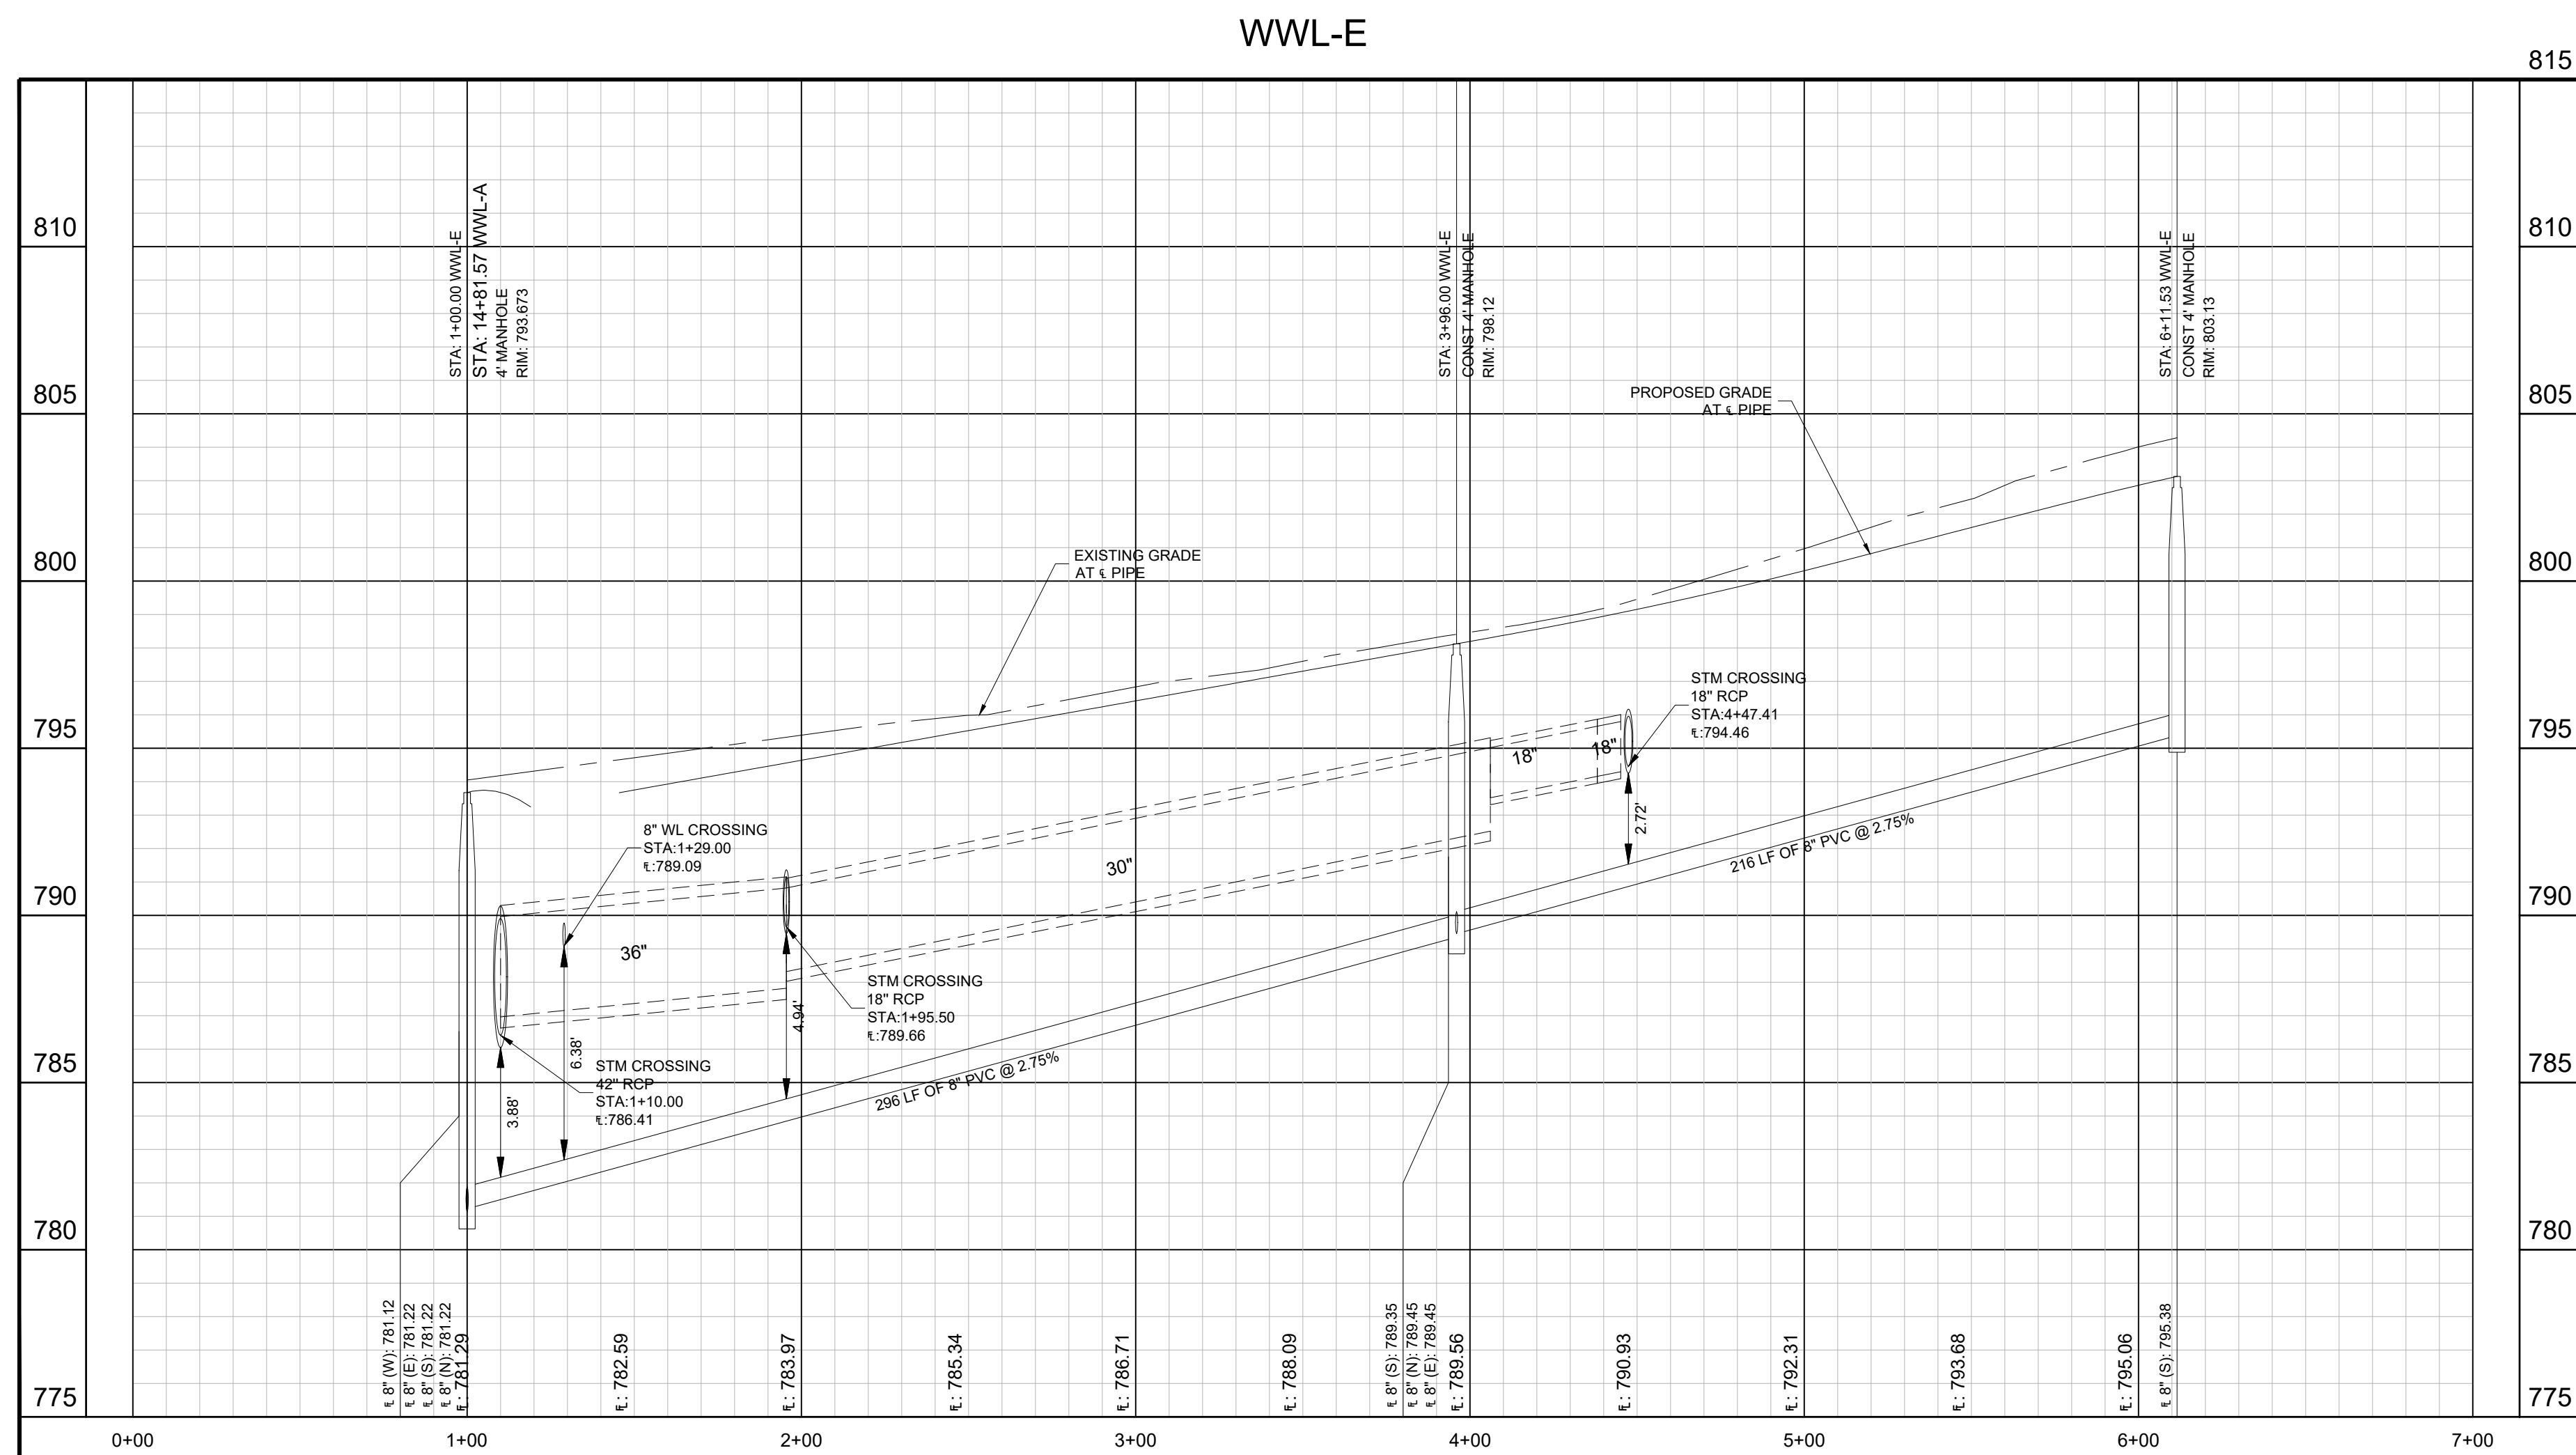 WWL-E
815
810
805
800
795
790
785
780
775
810
805
800
795
790
785
780
775
STA: 1+00.00 WWL-E
STA: 14+81.57 WWL-A
4' MANHOLE
RIM: 793.673
STA: 3+96.00 WWL-E
CONST 4' MANHOLE
RIM: 798.12
STA: 6+11.53 WWL-E
CONST 4' MANHOLE
RIM: 803.13
PROPOSED GRADE
AT ℄ PIPE
EXISTING GRADE
AT ℄ PIPE
STM CROSSING
18" RCP
STA:4+47.41
℄:794.46
18"
18"
2.72'
8" WL CROSSING
STA:1+29.00
℄:789.09
30"
36"
216 LF OF 8" PVC @ 2.75%
STM CROSSING
18" RCP
STA:1+95.50
℄:789.66
4.94'
6.38'
STM CROSSING
42" RCP
STA:1+10.00
℄:786.41
3.88'
296 LF OF 8" PVC @ 2.75%
℄ 8" (W): 781.12
℄ 8" (E): 781.22
℄ 8" (S): 781.22
℄ 8" (N): 781.22
℄: 781.29
℄: 782.59
℄: 783.97
℄: 785.34
℄: 786.71
℄: 788.09
℄ 8" (S): 789.35
℄ 8" (N): 789.45
℄ 8" (E): 789.45
℄: 789.56
℄: 790.93
℄: 792.31
℄: 793.68
℄: 795.06
℄ 8" (S): 795.38
0+00
1+00
2+00
3+00
4+00
5+00
6+00
7+00